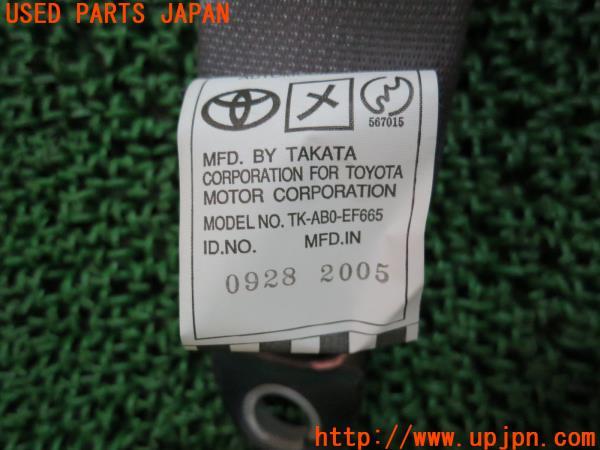 USED PARTS JAPAN
567015
MFD. BY TAKATA
CORPORATION FOR TOYOTA
MOTOR CORPORATION
MODEL NO. TK-AB0-EF665
ID.NO. MFD.IN
0928 2005
http://www.upjpn.com